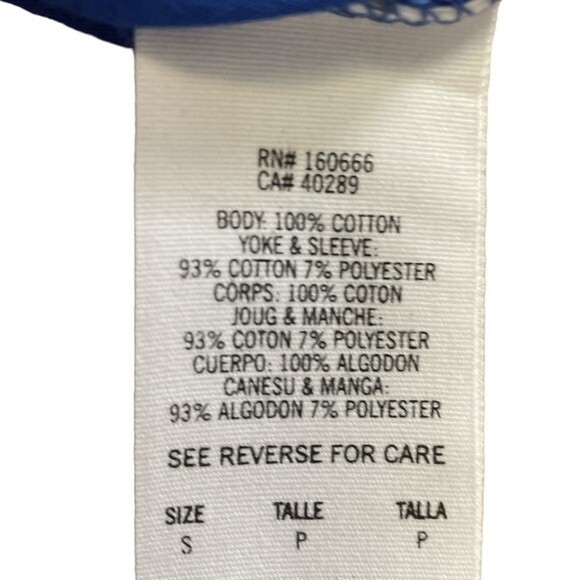 RN# 160666
CA# 40289
BODY: 100% COTTON
YOKE & SLEEVE:
93% COTTON 7% POLYESTER
CORPS: 100% COTON
JOUG & MANCHE:
93% COTON 7% POLYESTER
CUERPO: 100% ALGODON
CANESU & MANGA:
93% ALGODON 7% POLYESTER
SEE REVERSE FOR CARE
SIZE TALLE TALLA
S P P